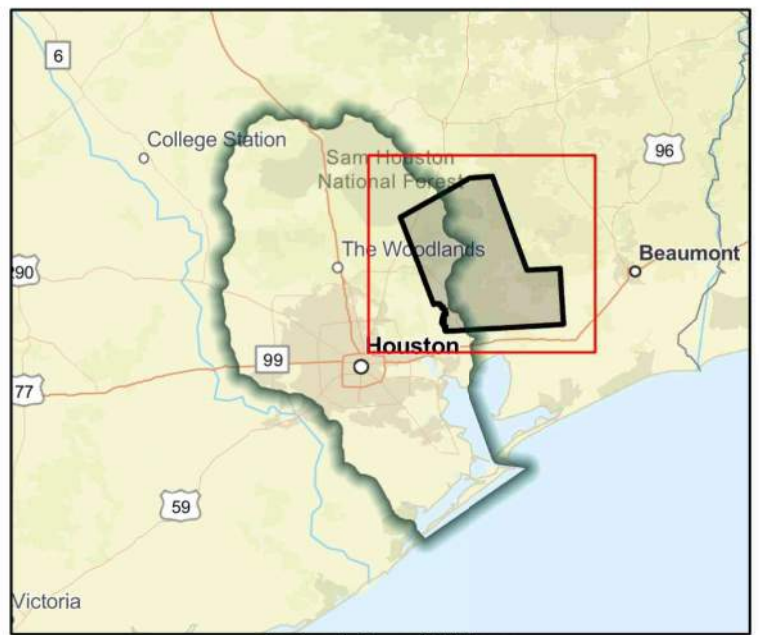 6
College Station
Sam Houston
National Forest
96
The Woodlands
290
Beaumont
Houston
99
77
59
Victoria